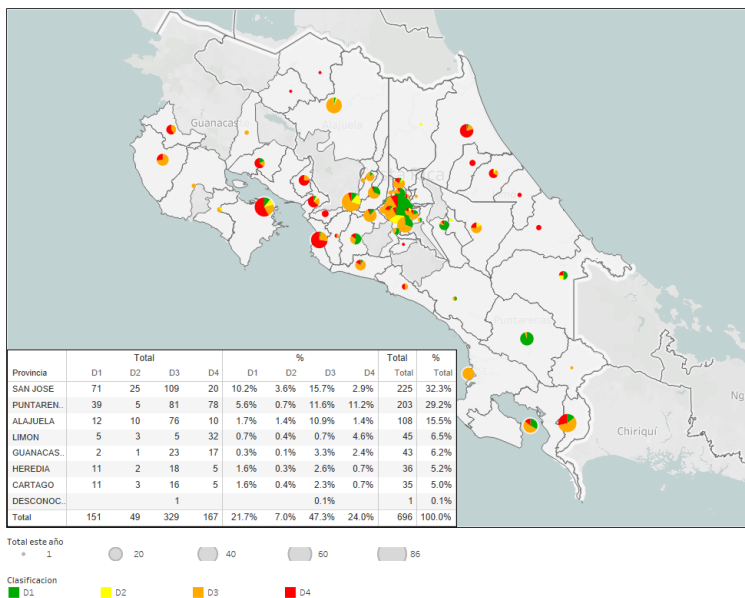 Guanacaste
Alajuela
Puntarenas
Chiriquí
Ng
Total % Total %
Provincia D1 D2 D3 D4 D1 D2 D3 D4 Total Total
SAN JOSE 71 25 109 20 10.2% 3.6% 15.7% 2.9% 225 32.3%
PUNTAREN.. 39 5 81 78 5.6% 0.7% 11.6% 11.2% 203 29.2%
ALAJUELA 12 10 76 10 1.7% 1.4% 10.9% 1.4% 108 15.5%
LIMON 5 3 5 32 0.7% 0.4% 0.7% 4.6% 45 6.5%
GUANACAS.. 2 1 23 17 0.3% 0.1% 3.3% 2.4% 43 6.2%
HEREDIA 11 2 18 5 1.6% 0.3% 2.6% 0.7% 36 5.2%
CARTAGO 11 3 16 5 1.6% 0.4% 2.3% 0.7% 35 5.0%
DESCONOC.. 1 0.1% 1 0.1%
Total 151 49 329 167 21.7% 7.0% 47.3% 24.0% 696 100.0%
Total este año
1 20 40 60 86
Clasificacion
D1 D2 D3 D4